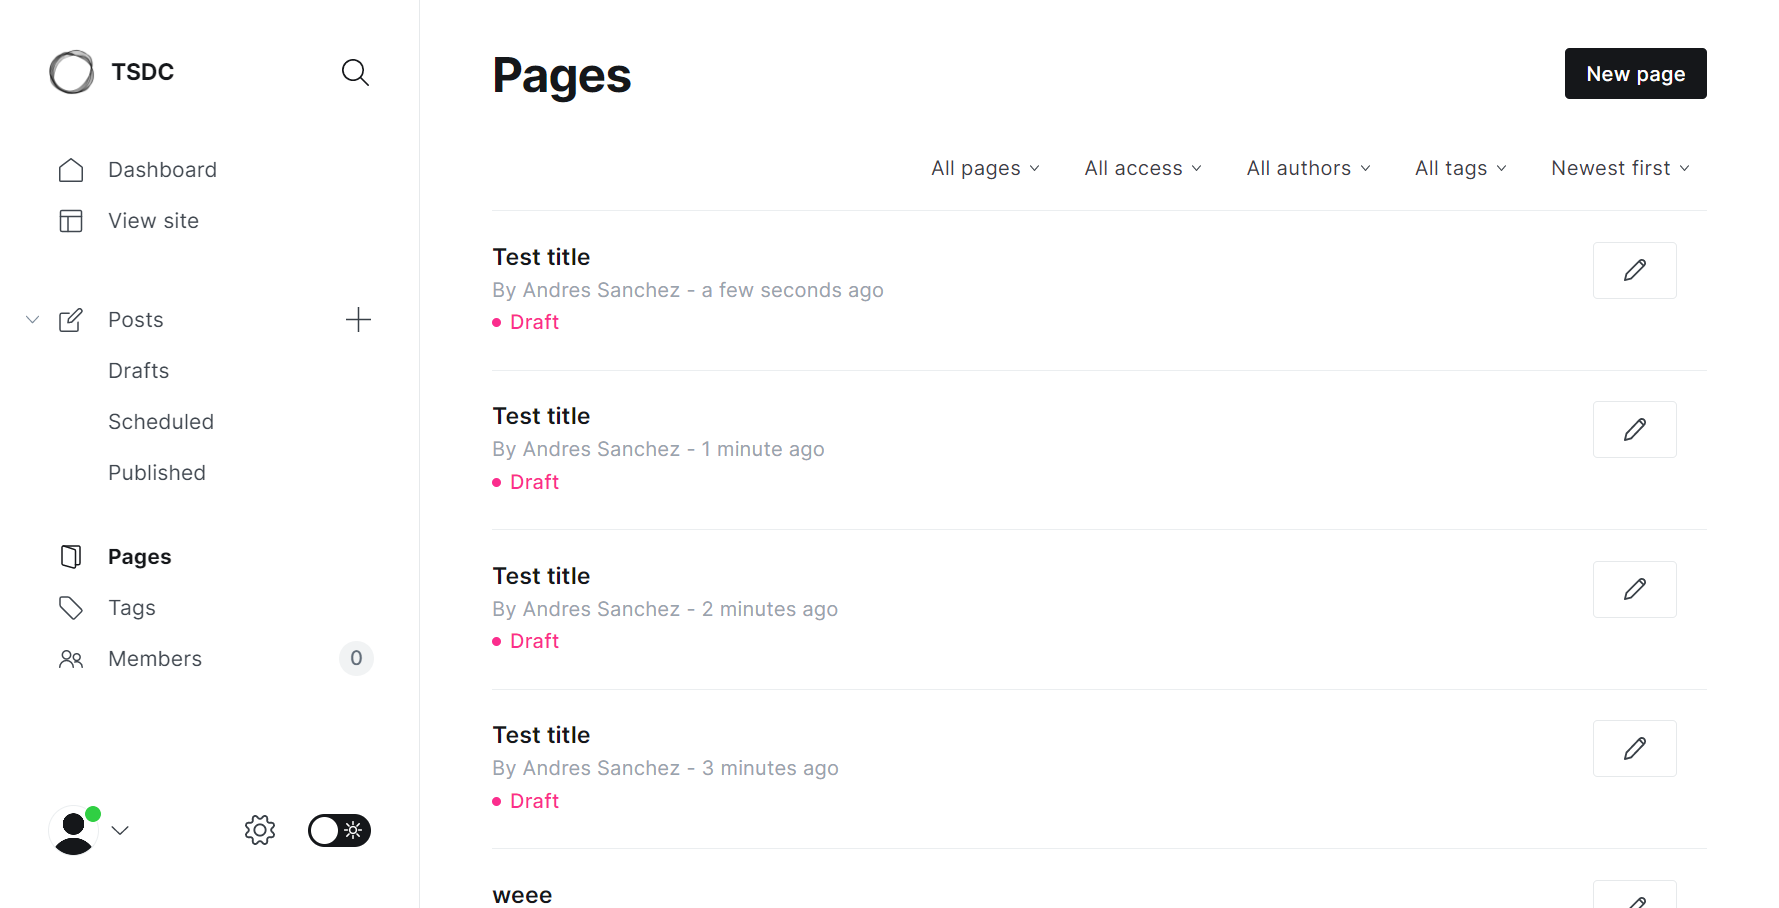 TSDC
Dashboard
View site
Posts
Drafts
Scheduled
Published
Pages
Tags
Members 0
Pages
New page
All pages All access All authors All tags Newest first
Test title
By Andres Sanchez - a few seconds ago
Draft
Test title
By Andres Sanchez - 1 minute ago
Draft
Test title
By Andres Sanchez - 2 minutes ago
Draft
Test title
By Andres Sanchez - 3 minutes ago
Draft
weee